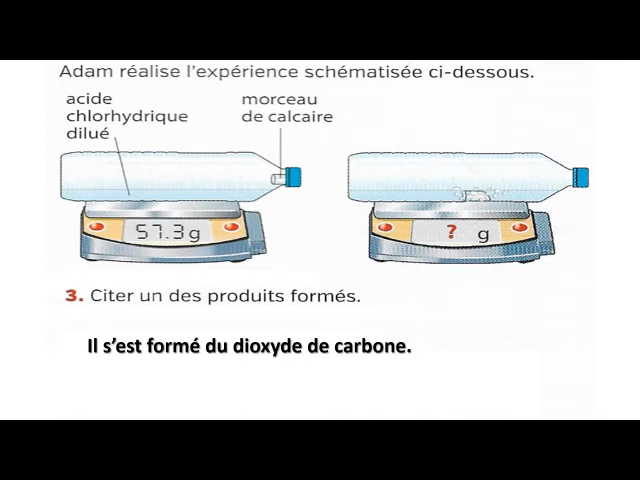 Adam réalise l'expérience schématisée ci-dessous.
acide
chlorhydrique
dilué
morceau
de calcaire
57.3 g
? g
3. Citer un des produits formés.
Il s'est formé du dioxyde de carbone.